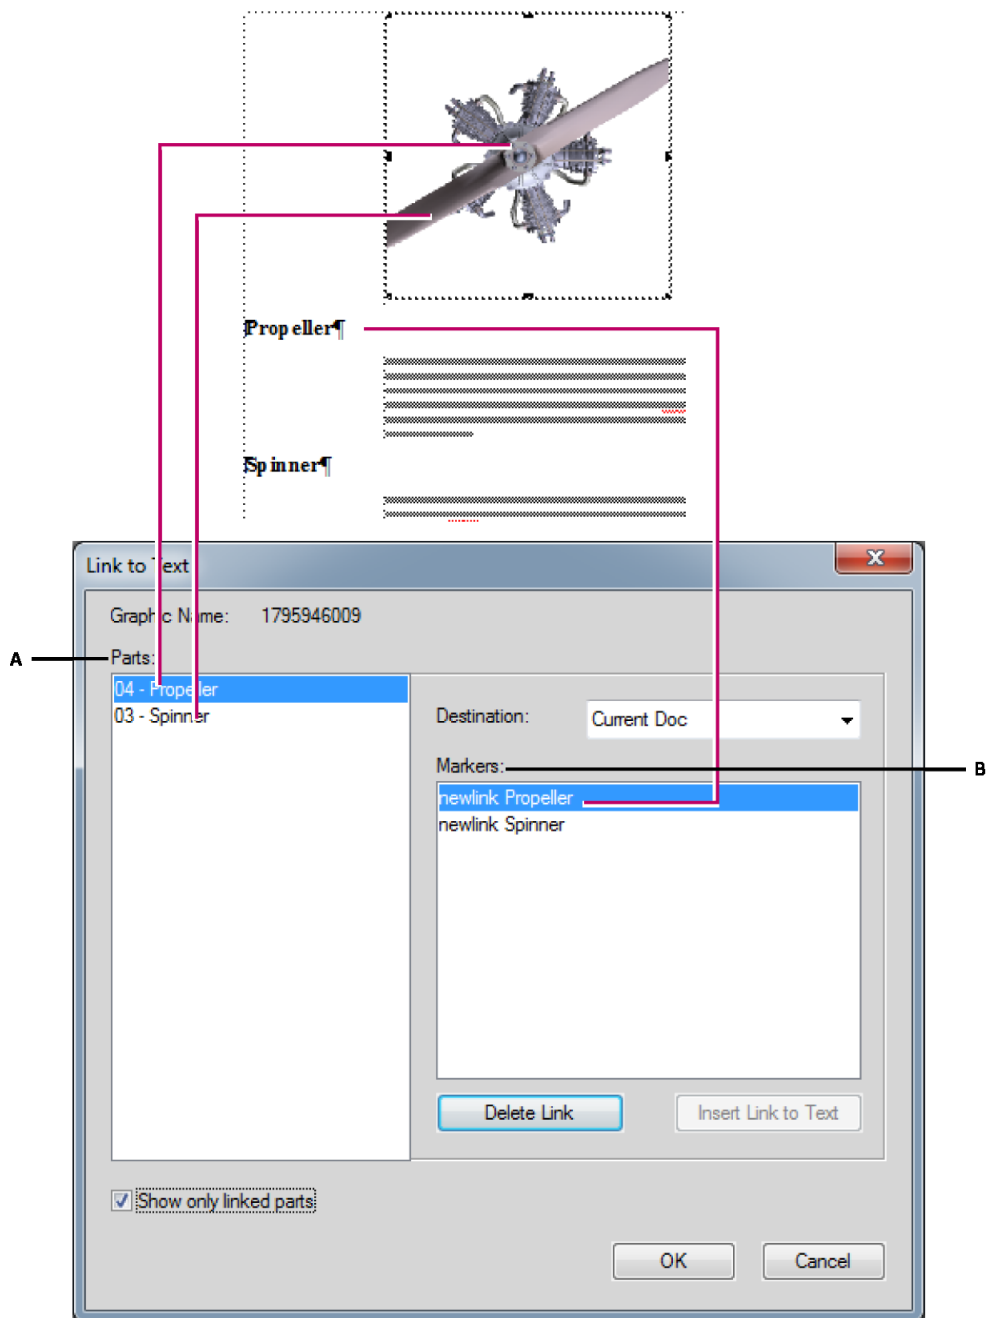 Propeller¶
Spinner¶
Link to Text
Graphic Name: 1795946009
A
Parts:
04 - Propeller
03 - Spinner
Destination: Current Doc
Markers:
B
newlink Propeller
newlink Spinner
Delete Link
Insert Link to Text
Show only linked parts
OK
Cancel